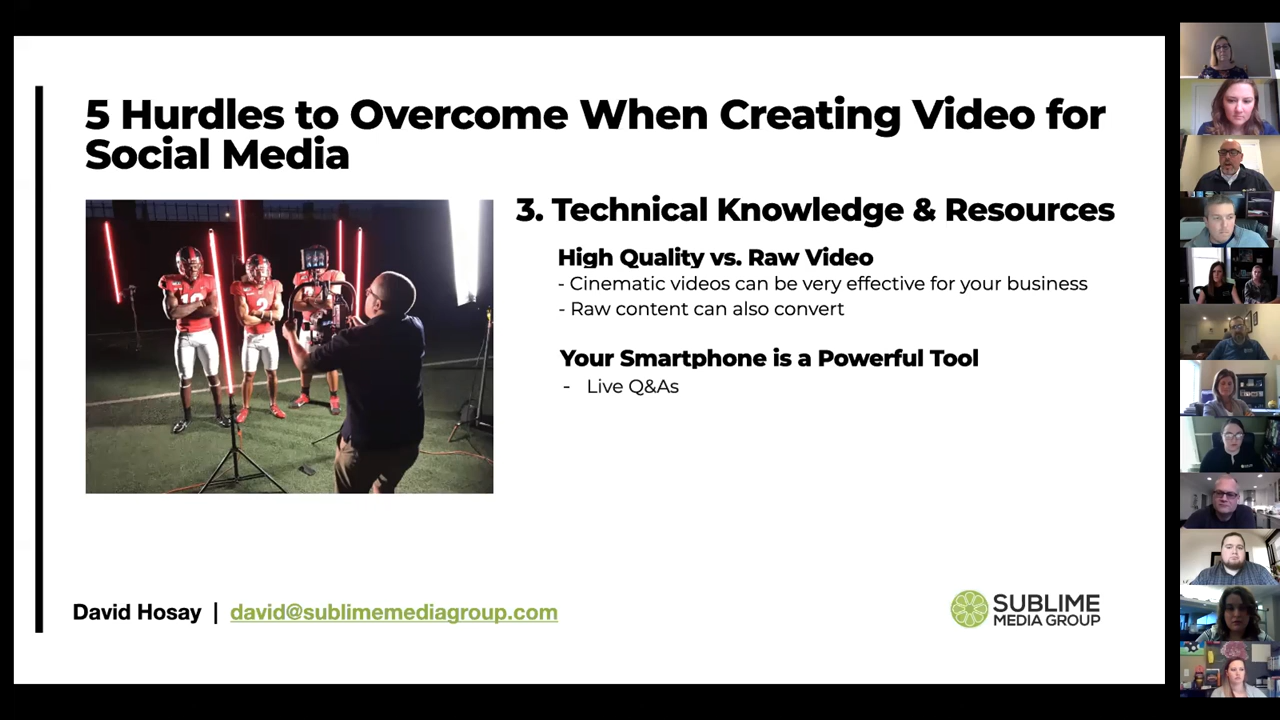 5 Hurdles to Overcome When Creating Video for
Social Media
3. Technical Knowledge & Resources
High Quality vs. Raw Video
- Cinematic videos can be very effective for your business
- Raw content can also convert
Your Smartphone is a Powerful Tool
- Live Q&As
David Hosay | david@sublimemediagroup.com
SUBLIME
MEDIA GROUP